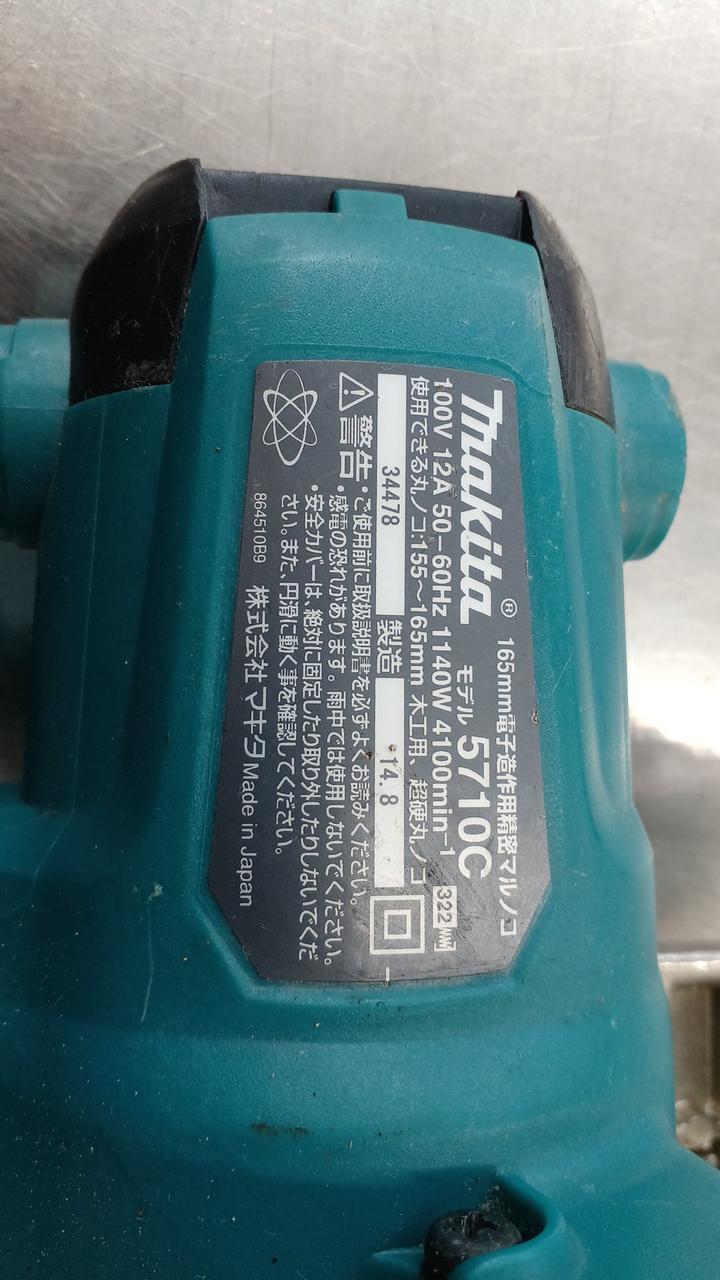 makita® 165mm電子造作用精密マルノコ
モデル 5710C
100V 12A 50–60Hz 1140W 4100min⁻¹
使用できる丸ノコ:155〜165mm 木工用、超硬丸ノコ
322
34478 製造 14. 8
警告・ご使用前に取扱説明書を必ずよくお読みください。
・感電の恐れがあります。雨中では使用しないでください。
・安全カバーは、絶対に固定したり取り外したりしないでくだ
さい。また、円滑に動く事を確認してください。
864510B9 株式会社 マキタ Made in Japan